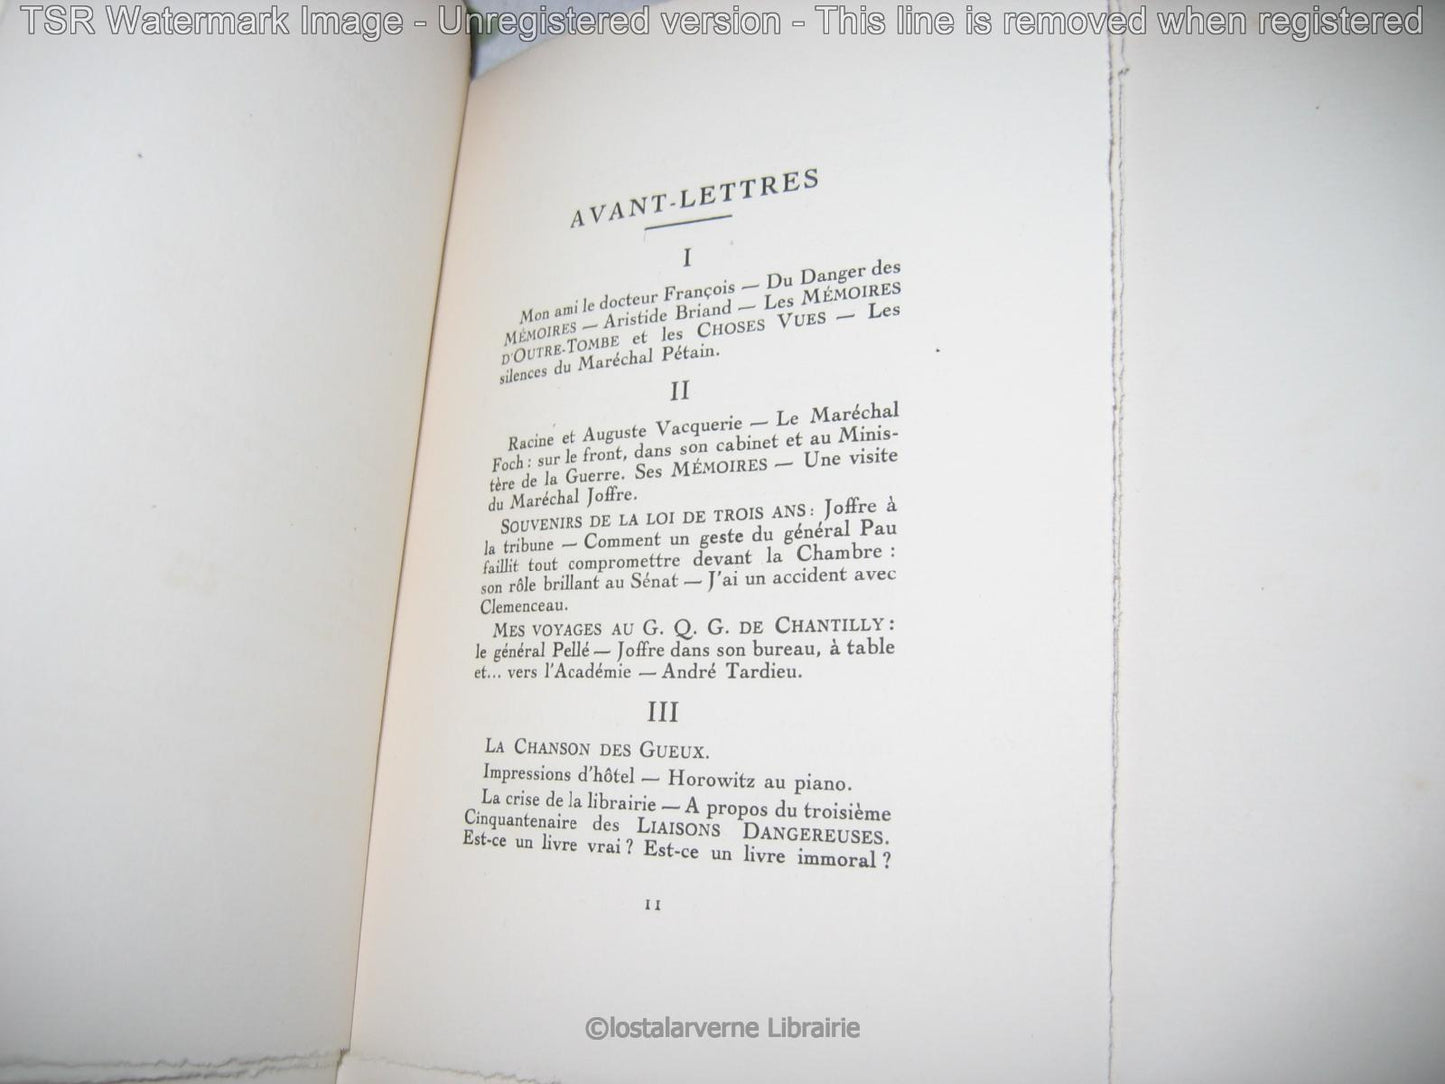 TSR Watermark Image - Unregistered version - This line is removed when registered
AVANT-LETTRES
I
Mon ami le docteur François — Du Danger des
MÉMOIRES — Aristide Briand — Les MÉMOIRES
D'OUTRE-TOMBE et les CHOSES VUES — Les
silences du Maréchal Pétain.
II
Racine et Auguste Vacquerie — Le Maréchal
Foch : sur le front, dans son cabinet et au Minis-
tère de la Guerre. Ses MÉMOIRES — Une visite
du Maréchal Joffre.
SOUVENIRS DE LA LOI DE TROIS ANS : Joffre à
la tribune — Comment un geste du général Pau
faillit tout compromettre devant la Chambre :
son rôle brillant au Sénat — J'ai un accident avec
Clemenceau.
MES VOYAGES AU G. Q. G. DE CHANTILLY :
le général Pellé — Joffre dans son bureau, à table
et... vers l'Académie — André Tardieu.
III
LA CHANSON DES GUEUX.
Impressions d'hôtel — Horowitz au piano.
La crise de la librairie — A propos du troisième
Cinquantenaire des LIAISONS DANGEREUSES.
Est-ce un livre vrai ? Est-ce un livre immoral ?
11
©lostalarverne Librairie